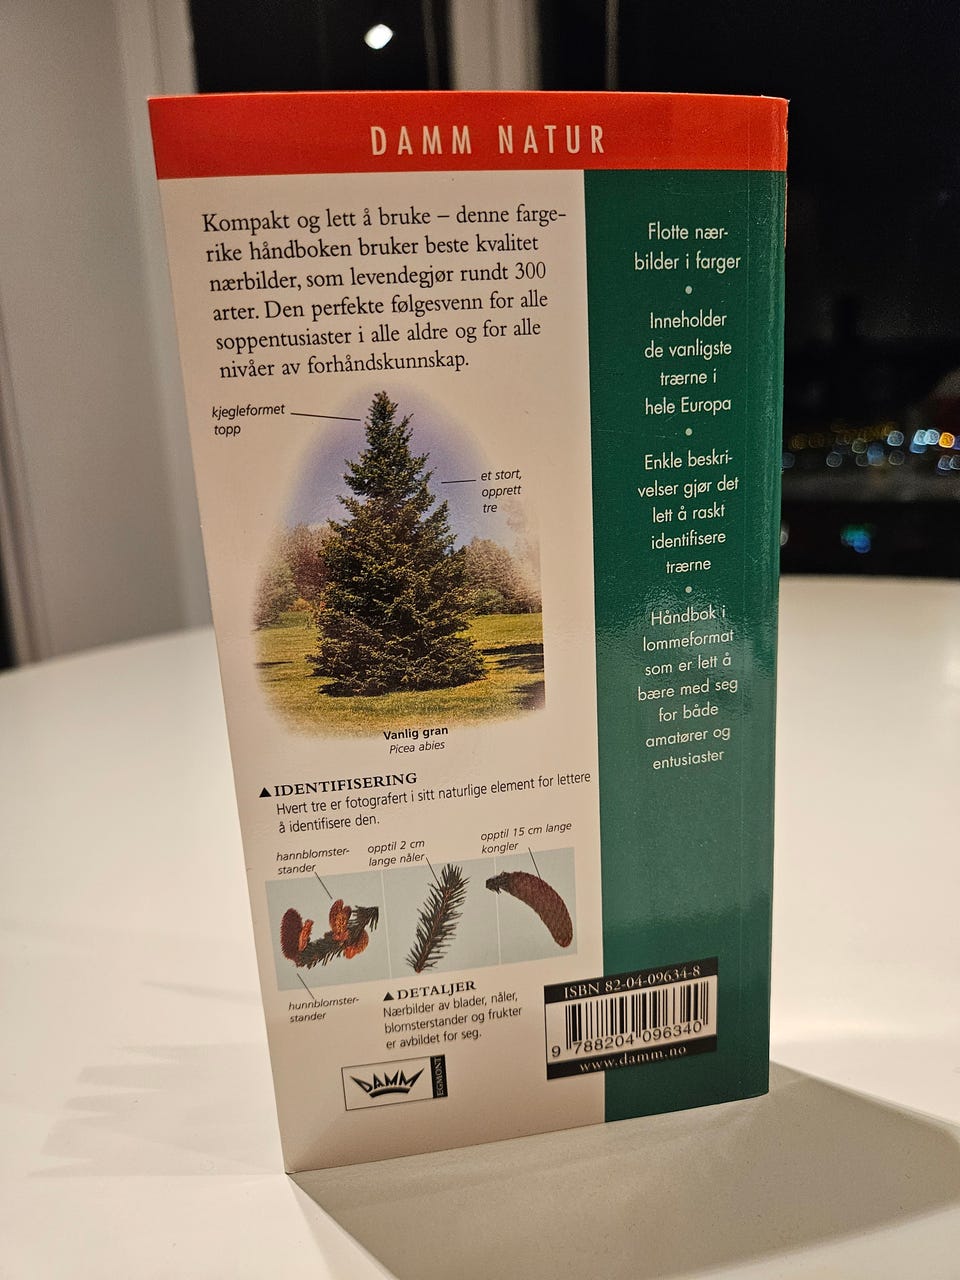 DAMM NATUR
Kompakt og lett å bruke – denne farge-
rike håndboken bruker beste kvalitet
nærbilder, som levendegjør rundt 300
arter. Den perfekte følgesvenn for alle
soppentusiaster i alle aldre og for alle
nivåer av forhåndskunnskap.
kjegleformet
topp
et stort,
opprett
tre
Vanlig gran
Picea abies
▲IDENTIFISERING
Hvert tre er fotografert i sitt naturlige element for lettere
å identifisere den.
hannblomster-
stander
opptil 2 cm
lange nåler
opptil 15 cm lange
kongler
hunnblomster-
stander
▲DETALJER
Nærbilder av blader, nåler,
blomsterstander og frukter
er avbildet for seg.
DAMM
EGMONT
Flotte nær-
bilder i farger
•
Inneholder
de vanligste
trærne i
hele Europa
•
Enkle beskri-
velser gjør det
lett å raskt
identifisere
trærne
•
Håndbok i
lommeformat
som er lett å
bære med seg
for både
amatører og
entusiaster
ISBN 82-04-09634-8
9 788204 096340
www.damm.no